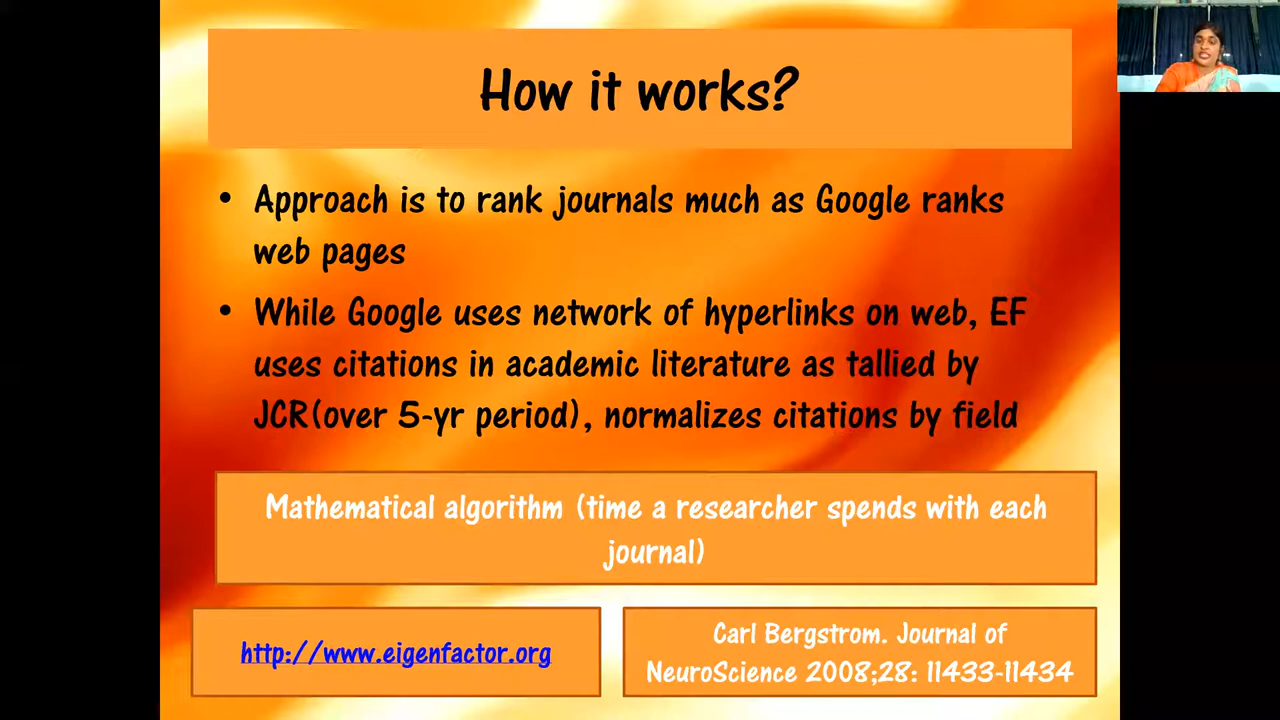 How it works?
• Approach is to rank journals much as Google ranks
web pages
• While Google uses network of hyperlinks on web, EF
uses citations in academic literature as tallied by
JCR(over 5-yr period), normalizes citations by field
Mathematical algorithm (time a researcher spends with each
journal)
http://www.eigenfactor.org
Carl Bergstrom. Journal of
NeuroScience 2008;28: 11433-11434